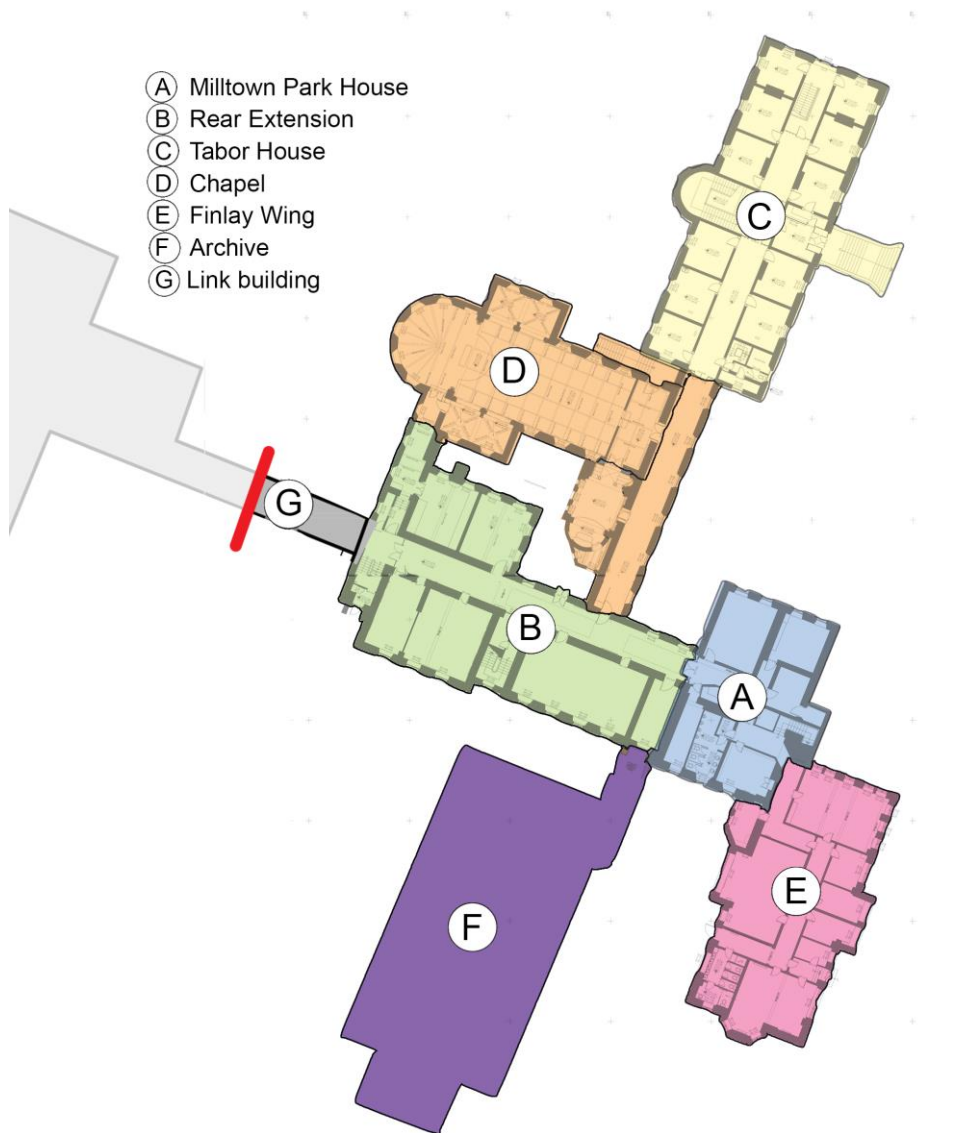 A Milltown Park House
B Rear Extension
C Tabor House
D Chapel
E Finlay Wing
F Archive
G Link building
C
D
G
B
A
E
F